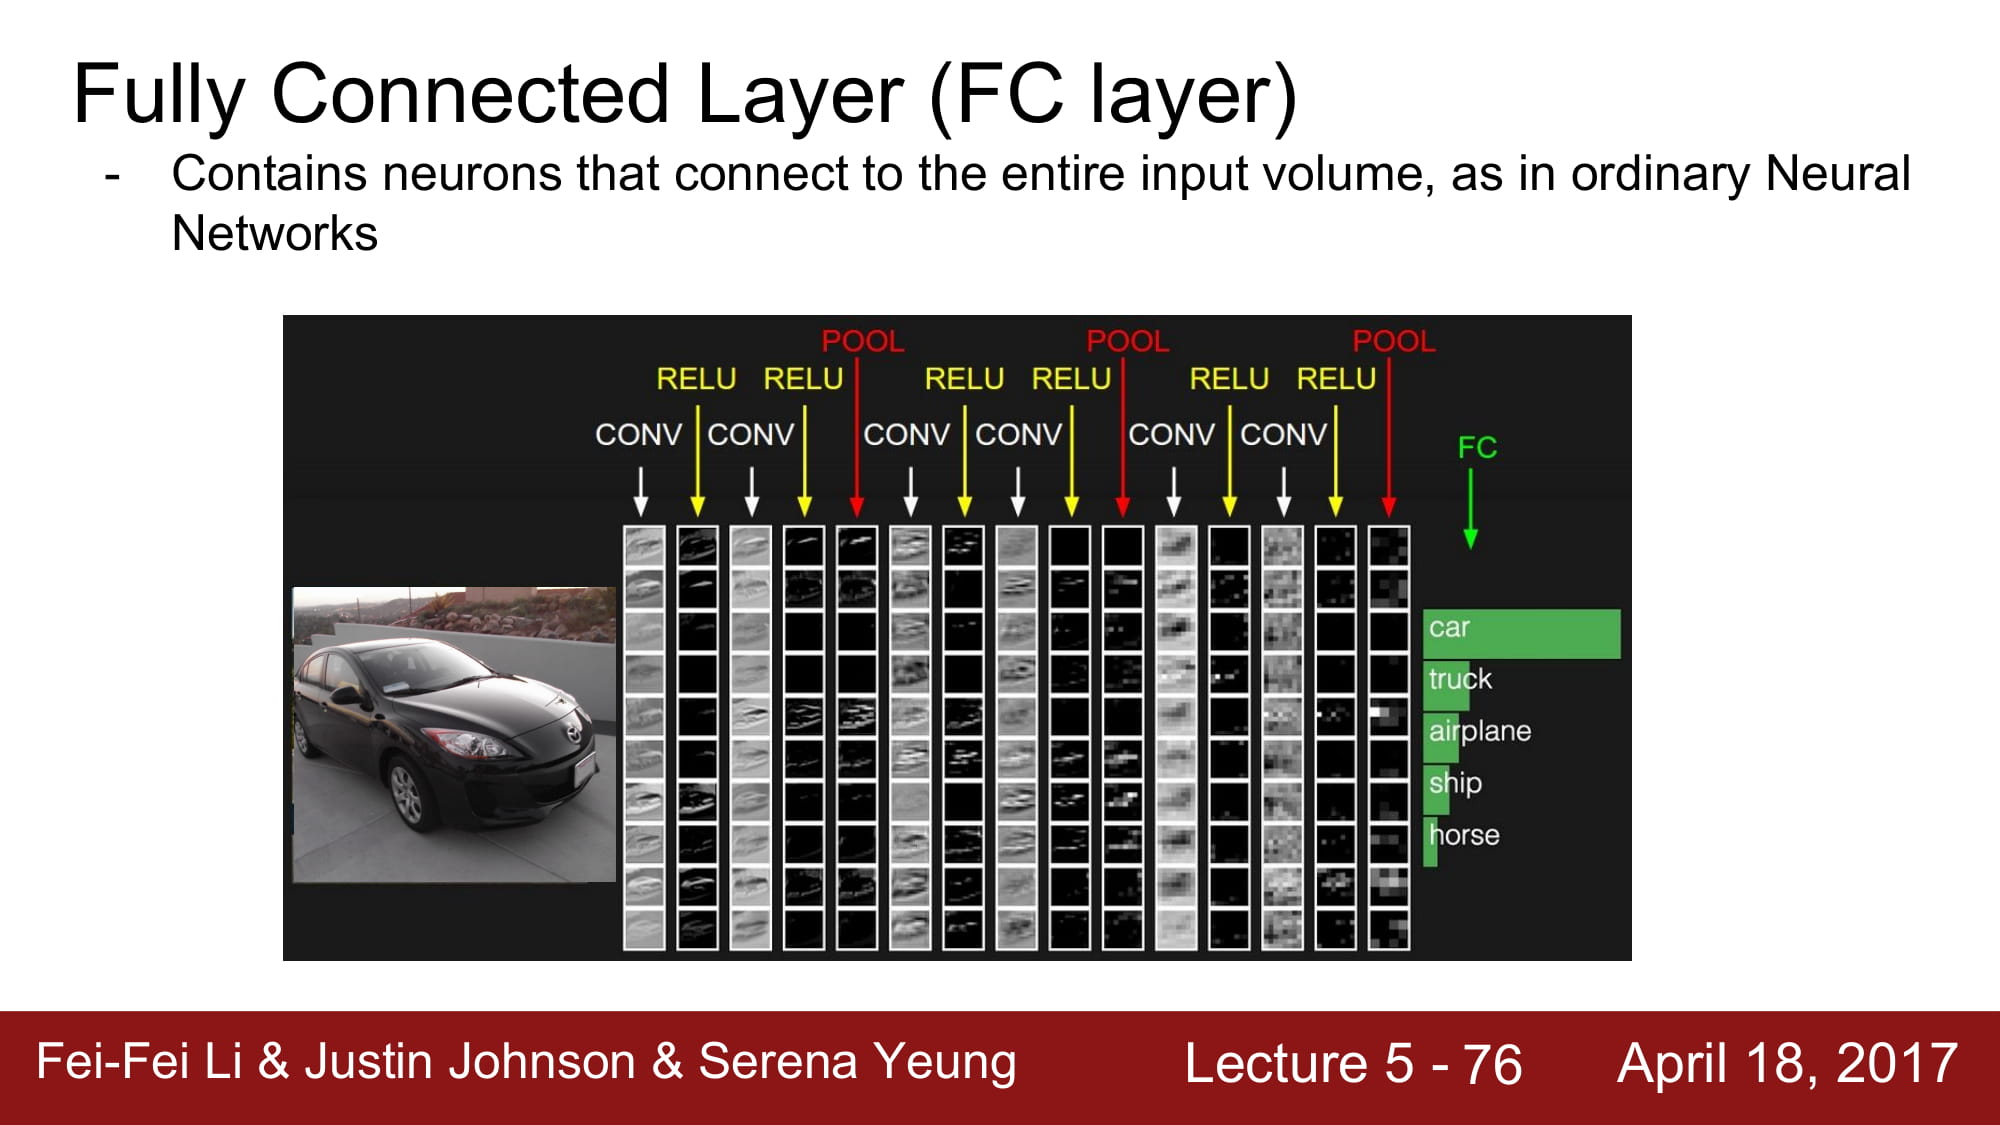 Fully Connected Layer (FC layer)
- Contains neurons that connect to the entire input volume, as in ordinary Neural
Networks
POOL POOL POOL
RELU RELU RELU RELU RELU RELU
CONV CONV CONV CONV CONV CONV
FC
car
truck
airplane
ship
horse
Fei-Fei Li & Justin Johnson & Serena Yeung Lecture 5 - 76 April 18, 2017